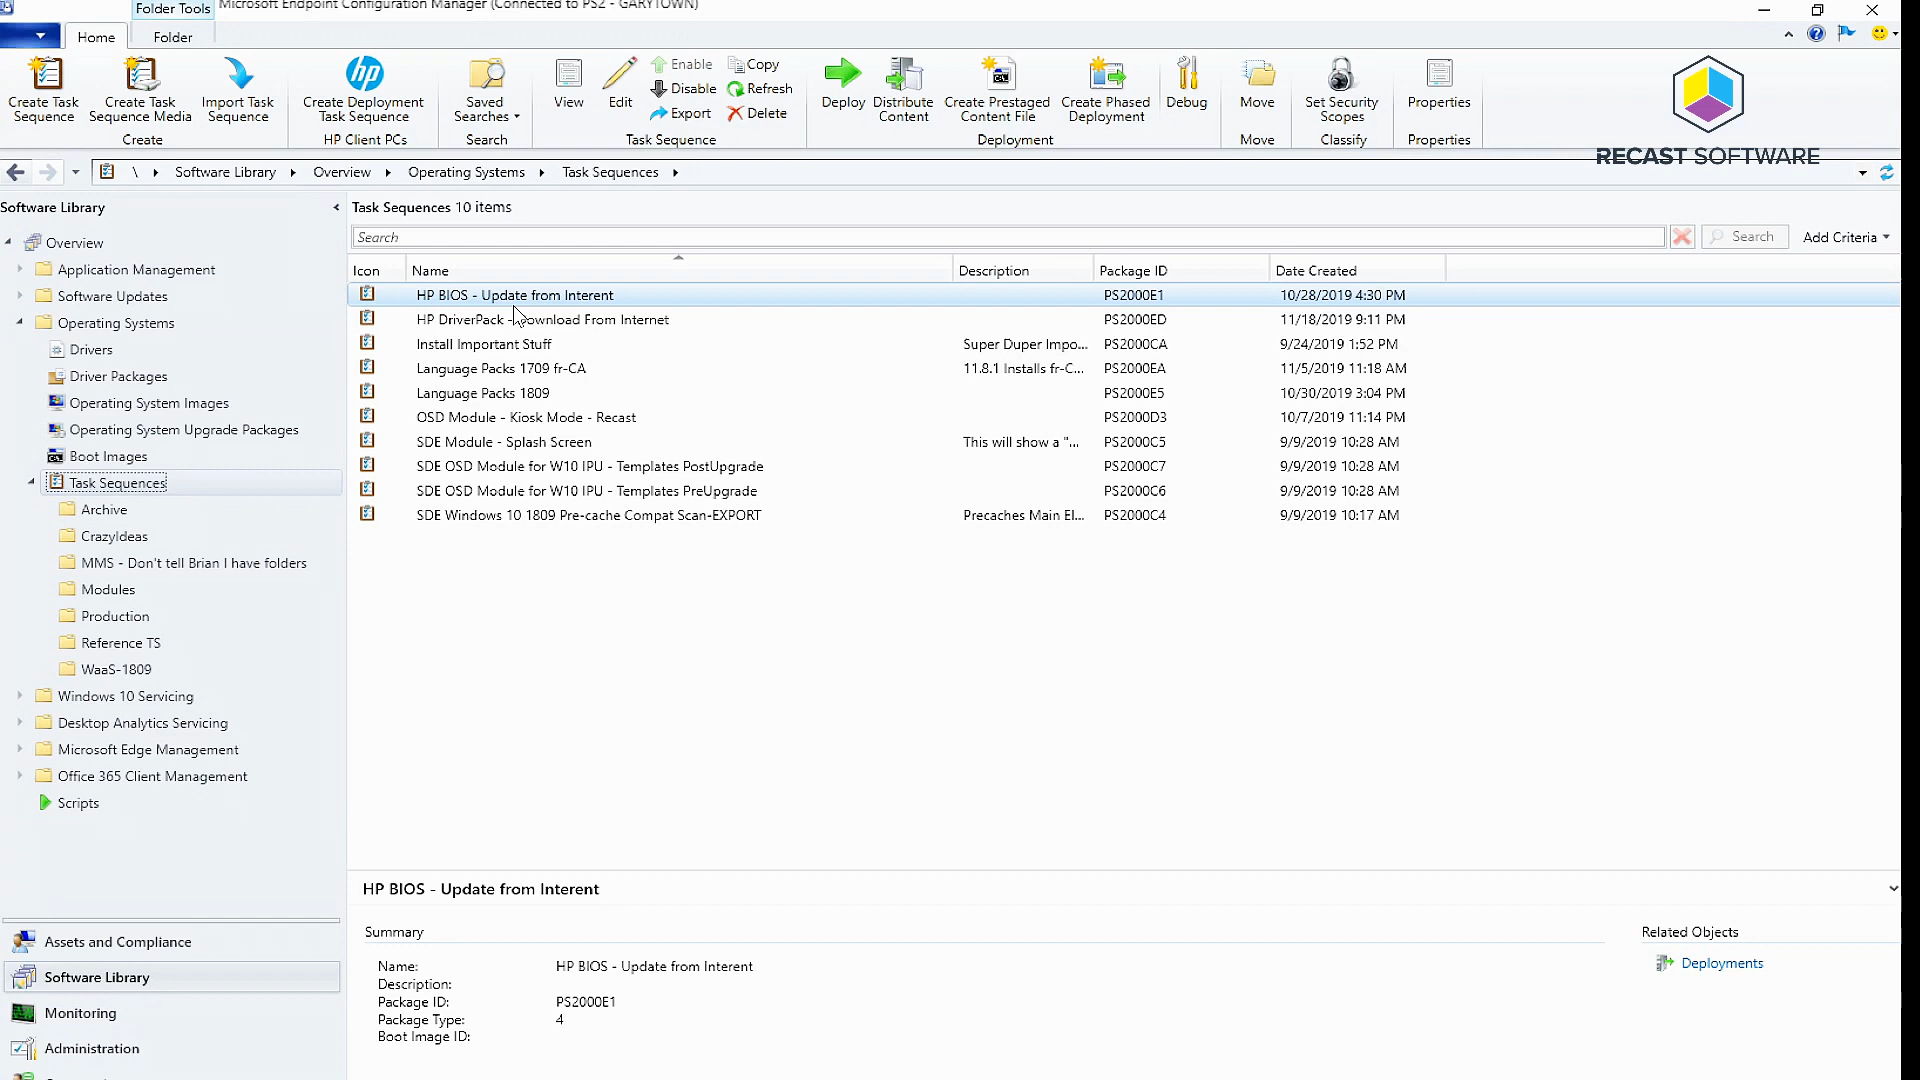 Folder Tools
Microsoft Endpoint Configuration Manager (Connected to PS2 - GARYTOWN)
Home Folder
Create Task Sequence
Create Task Sequence Media
Import Task Sequence
Create
Create Deployment Task Sequence
HP Client PCs
Saved Searches
Search
View
Edit
Enable
Disable
Export
Copy
Refresh
Delete
Task Sequence
Deploy
Distribute Content
Create Prestaged Content File
Create Phased Deployment
Deployment
Debug
Move
Move
Set Security Scopes
Classify
Properties
Properties
RECAST SOFTWARE
\ Software Library Overview Operating Systems Task Sequences
Software Library
Overview
Application Management
Software Updates
Operating Systems
Drivers
Driver Packages
Operating System Images
Operating System Upgrade Packages
Boot Images
Task Sequences
Archive
CrazyIdeas
MMS - Don't tell Brian I have folders
Modules
Production
Reference TS
WaaS-1809
Windows 10 Servicing
Desktop Analytics Servicing
Microsoft Edge Management
Office 365 Client Management
Scripts
Assets and Compliance
Software Library
Monitoring
Administration
Task Sequences 10 items
Search Search Add Criteria
Icon Name Description Package ID Date Created
HP BIOS - Update from Interent PS2000E1 10/28/2019 4:30 PM
HP DriverPack - Download From Internet PS2000ED 11/18/2019 9:11 PM
Install Important Stuff Super Duper Impo... PS2000CA 9/24/2019 1:52 PM
Language Packs 1709 fr-CA 11.8.1 Installs fr-C... PS2000EA 11/5/2019 11:18 AM
Language Packs 1809 PS2000E5 10/30/2019 3:04 PM
OSD Module - Kiosk Mode - Recast PS2000D3 10/7/2019 11:14 PM
SDE Module - Splash Screen This will show a "... PS2000C5 9/9/2019 10:28 AM
SDE OSD Module for W10 IPU - Templates PostUpgrade PS2000C7 9/9/2019 10:28 AM
SDE OSD Module for W10 IPU - Templates PreUpgrade PS2000C6 9/9/2019 10:28 AM
SDE Windows 10 1809 Pre-cache Compat Scan-EXPORT Precaches Main El... PS2000C4 9/9/2019 10:17 AM
HP BIOS - Update from Interent
Summary
Name: HP BIOS - Update from Interent
Description:
Package ID: PS2000E1
Package Type: 4
Boot Image ID:
Related Objects
Deployments